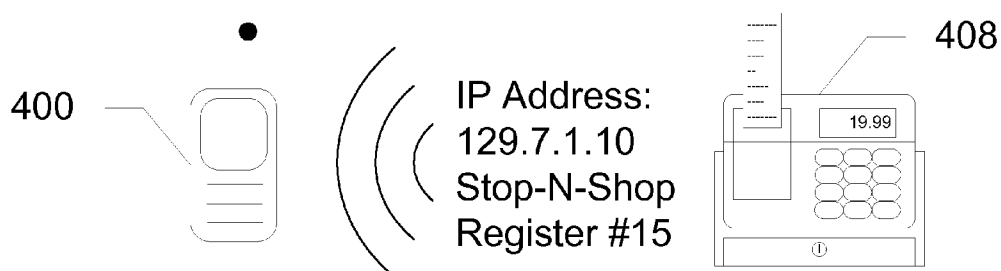 400
IP Address:
129.7.1.10
Stop-N-Shop
Register #15
408
19.99